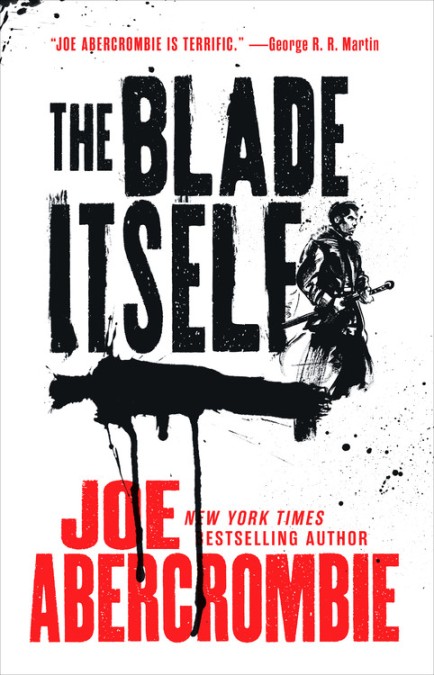 “JOE ABERCROMBIE IS TERRIFIC.” —George R. R. Martin
THE BLADE
ITSELF
JOE
NEW YORK TIMES
BESTSELLING AUTHOR
ABERCROMBIE